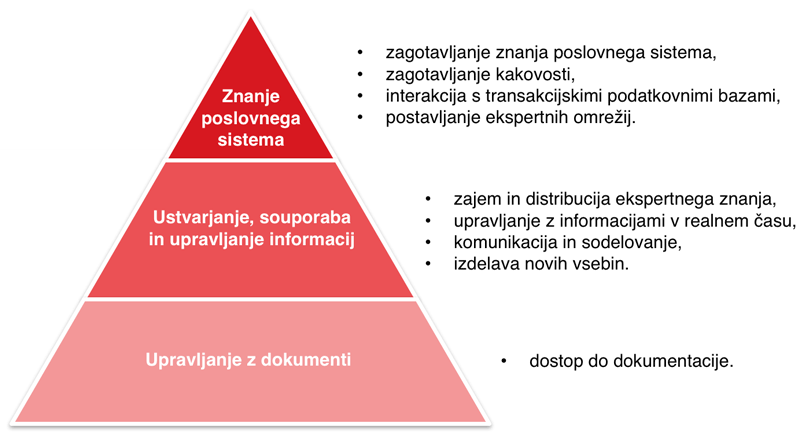 Znanje
poslovnega
sistema
• zagotavljanje znanja poslovnega sistema,
• zagotavljanje kakovosti,
• interakcija s transakcijskimi podatkovnimi bazami,
• postavljanje ekspertnih omrežij.
Ustvarjanje, souporaba
in upravljanje informacij
• zajem in distribucija ekspertnega znanja,
• upravljanje z informacijami v realnem času,
• komunikacija in sodelovanje,
• izdelava novih vsebin.
Upravljanje z dokumenti
• dostop do dokumentacije.